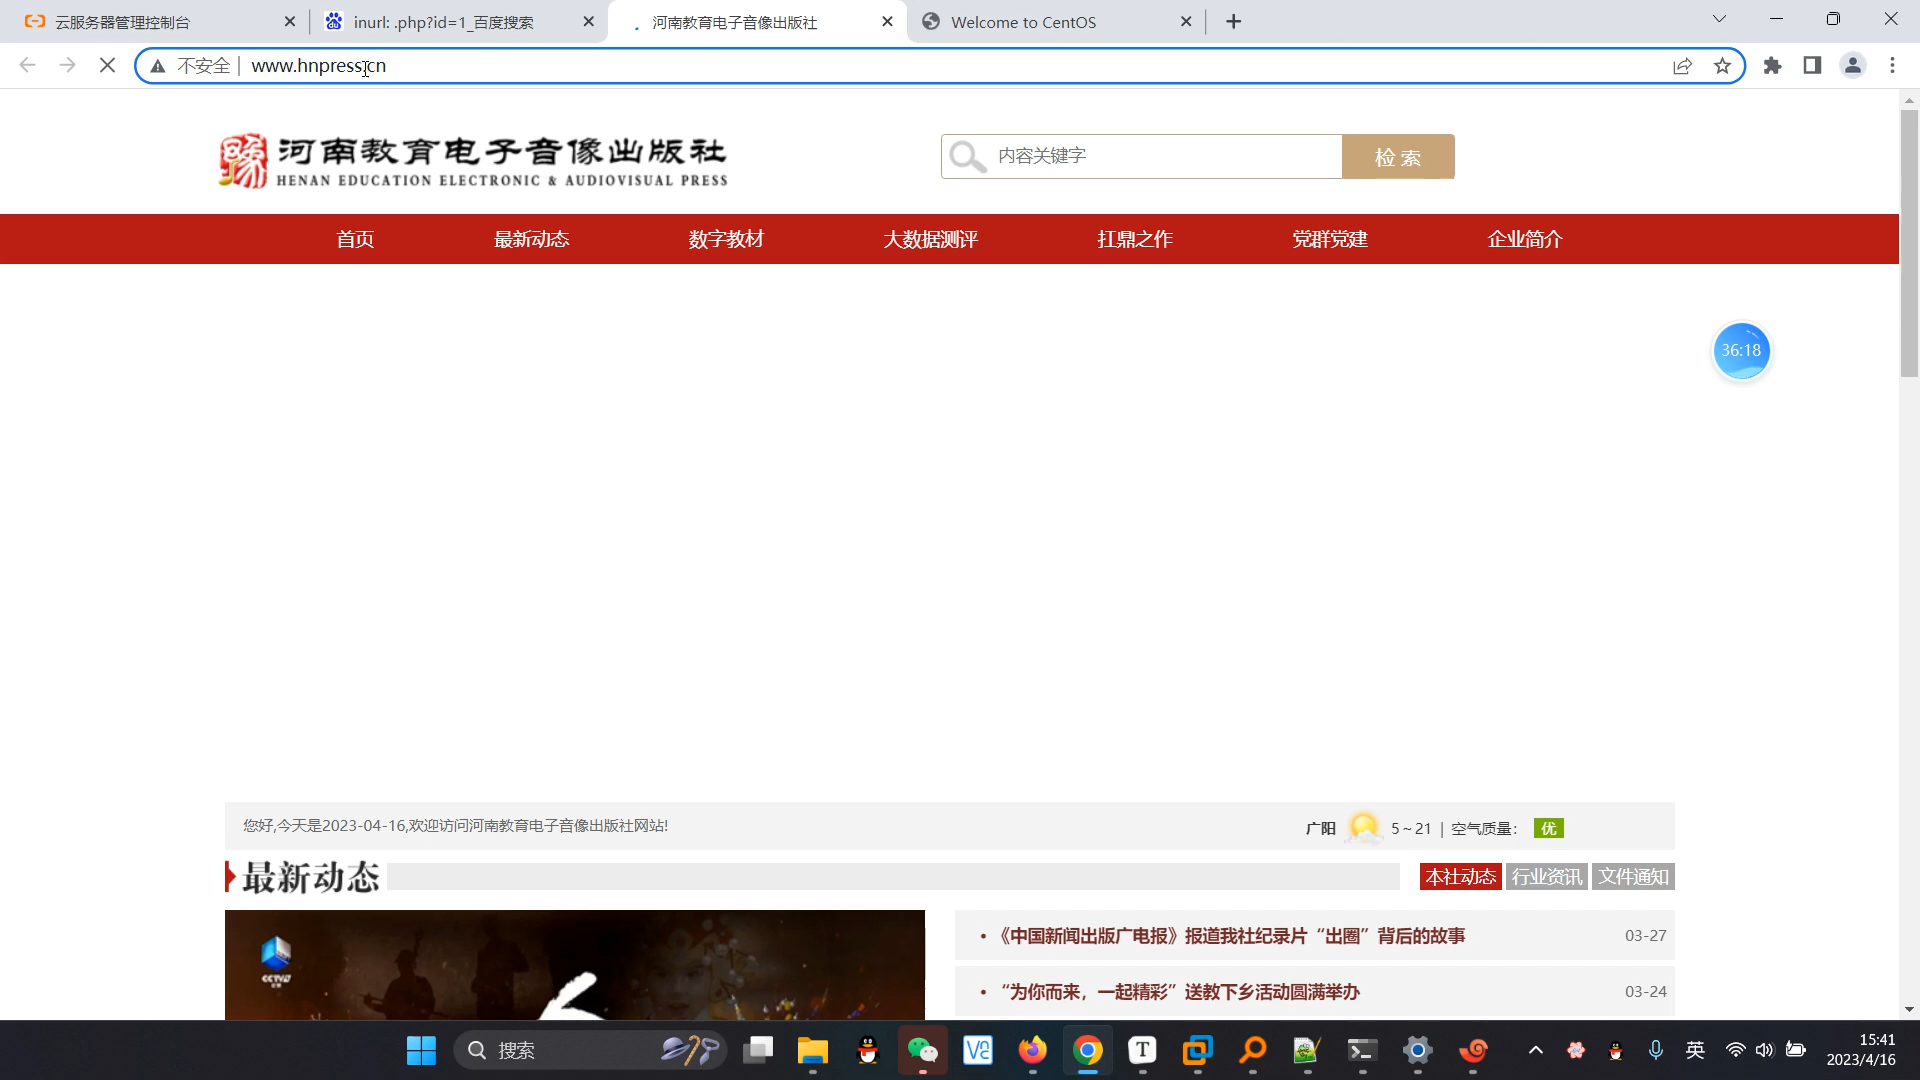 云服务器管理控制台
inurl: .php?id=1_百度搜索
河南教育电子音像出版社
Welcome to CentOS
不安全
www.hnpress.cn
河南教育电子音像出版社
HENAN EDUCATION ELECTRONIC & AUDIOVISUAL PRESS
内容关键字
检 索
首页
最新动态
数字教材
大数据测评
扛鼎之作
党群党建
企业简介
36:18
您好,今天是2023-04-16,欢迎访问河南教育电子音像出版社网站!
广阳
5 ~ 21 | 空气质量：
优
最新动态
本社动态
行业资讯
文件通知
• 《中国新闻出版广电报》报道我社纪录片“出圈”背后的故事
03-27
• “为你而来，一起精彩”送教下乡活动圆满举办
03-24
搜索
英
15:41
2023/4/16